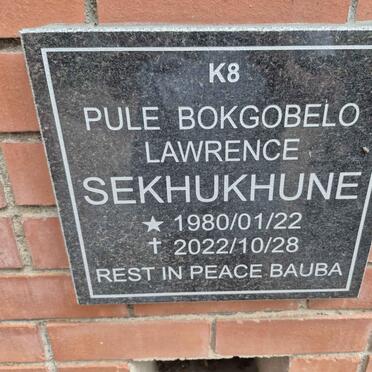 K8
PULE BOKGOBELO
LAWRENCE
SEKHUKHUNE
★ 1980/01/22
✝ 2022/10/28
REST IN PEACE BAUBA